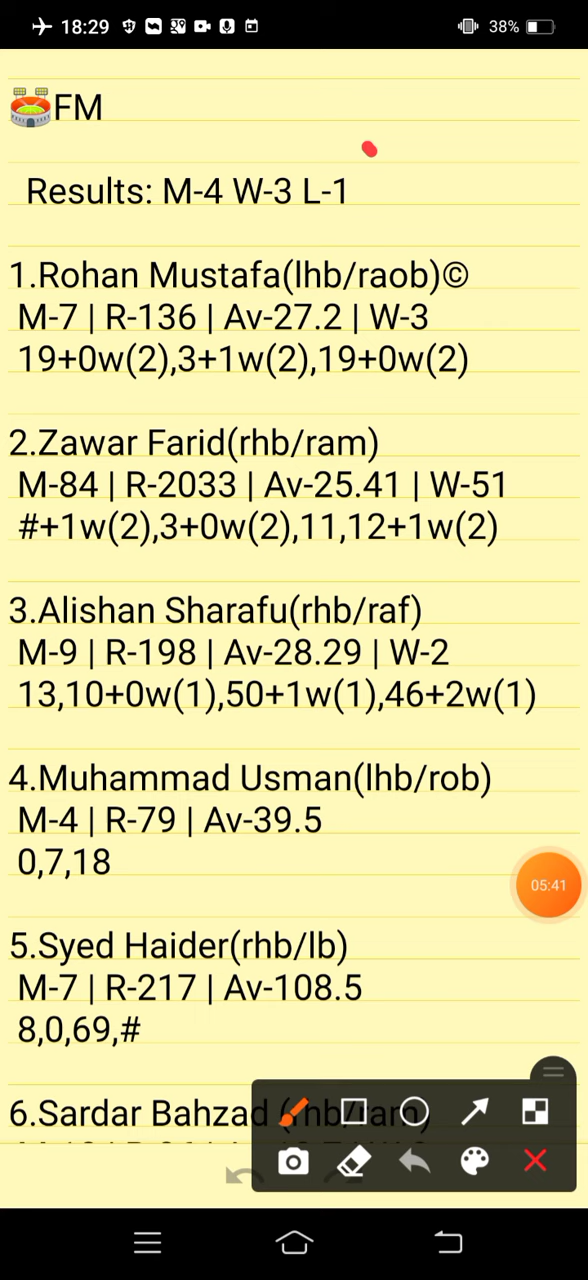 18:29
38%
FM
Results: M-4 W-3 L-1
1.Rohan Mustafa(lhb/raob)©
M-7 | R-136 | Av-27.2 | W-3
19+0w(2),3+1w(2),19+0w(2)
2.Zawar Farid(rhb/ram)
M-84 | R-2033 | Av-25.41 | W-51
#+1w(2),3+0w(2),11,12+1w(2)
3.Alishan Sharafu(rhb/raf)
M-9 | R-198 | Av-28.29 | W-2
13,10+0w(1),50+1w(1),46+2w(1)
4.Muhammad Usman(lhb/rob)
M-4 | R-79 | Av-39.5
0,7,18
05:41
5.Syed Haider(rhb/lb)
M-7 | R-217 | Av-108.5
8,0,69,#
6.Sardar Bahzad (rhb/ram)